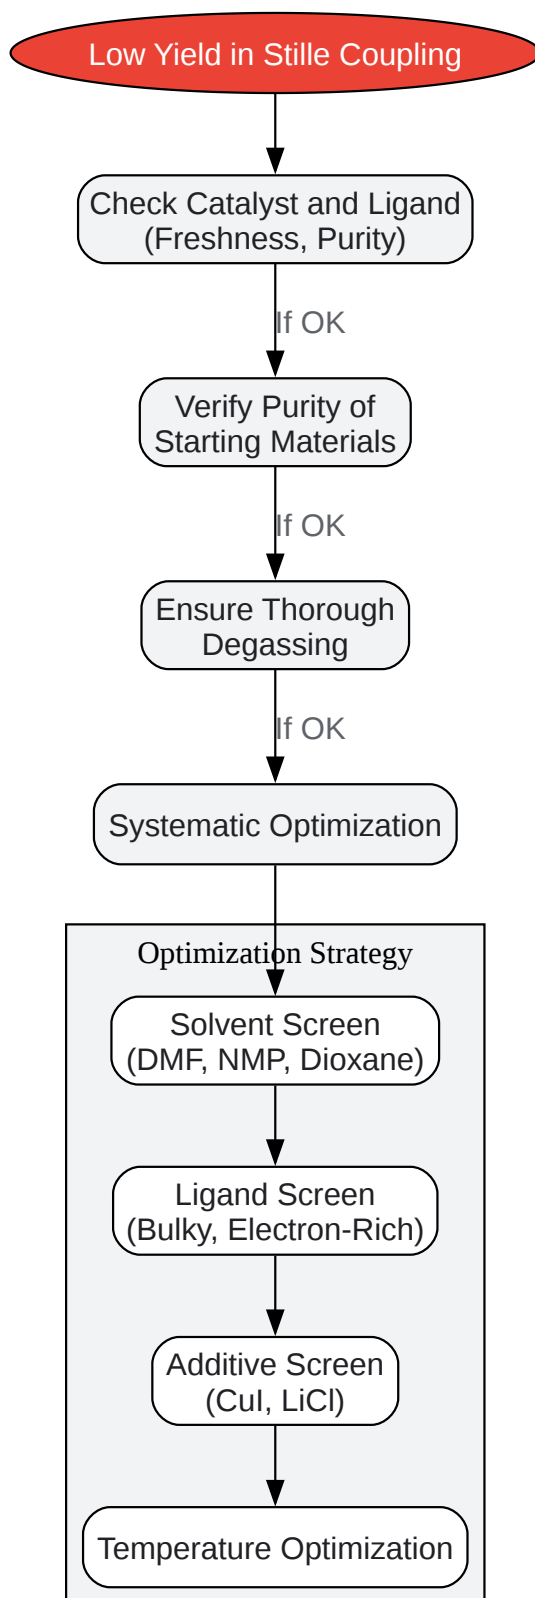 Low Yield in Stille Coupling
Check Catalyst and Ligand
(Freshness, Purity)
If OK
Verify Purity of
Starting Materials
If OK
Ensure Thorough
Degassing
If OK
Systematic Optimization
Optimization Strategy
Solvent Screen
(DMF, NMP, Dioxane)
Ligand Screen
(Bulky, Electron-Rich)
Additive Screen
(CuI, LiCl)
Temperature Optimization